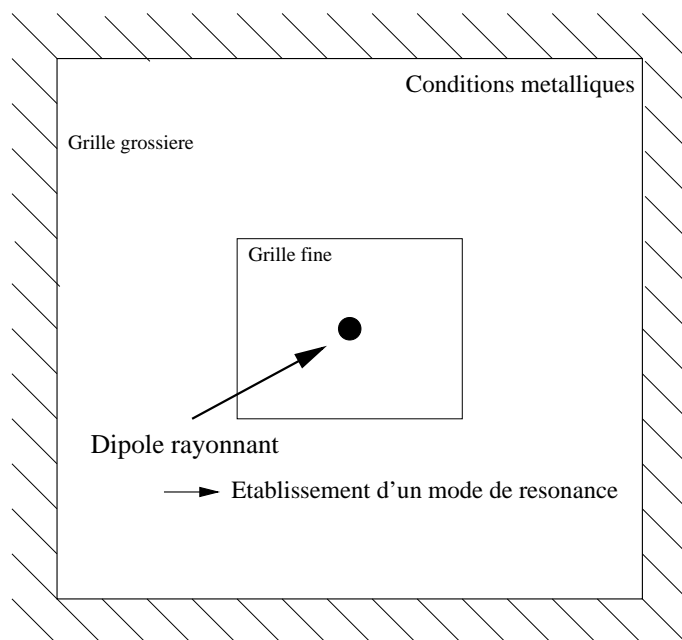 Conditions metalliques
Grille grossiere
Grille fine
Dipole rayonnant
Etablissement d'un mode de resonance